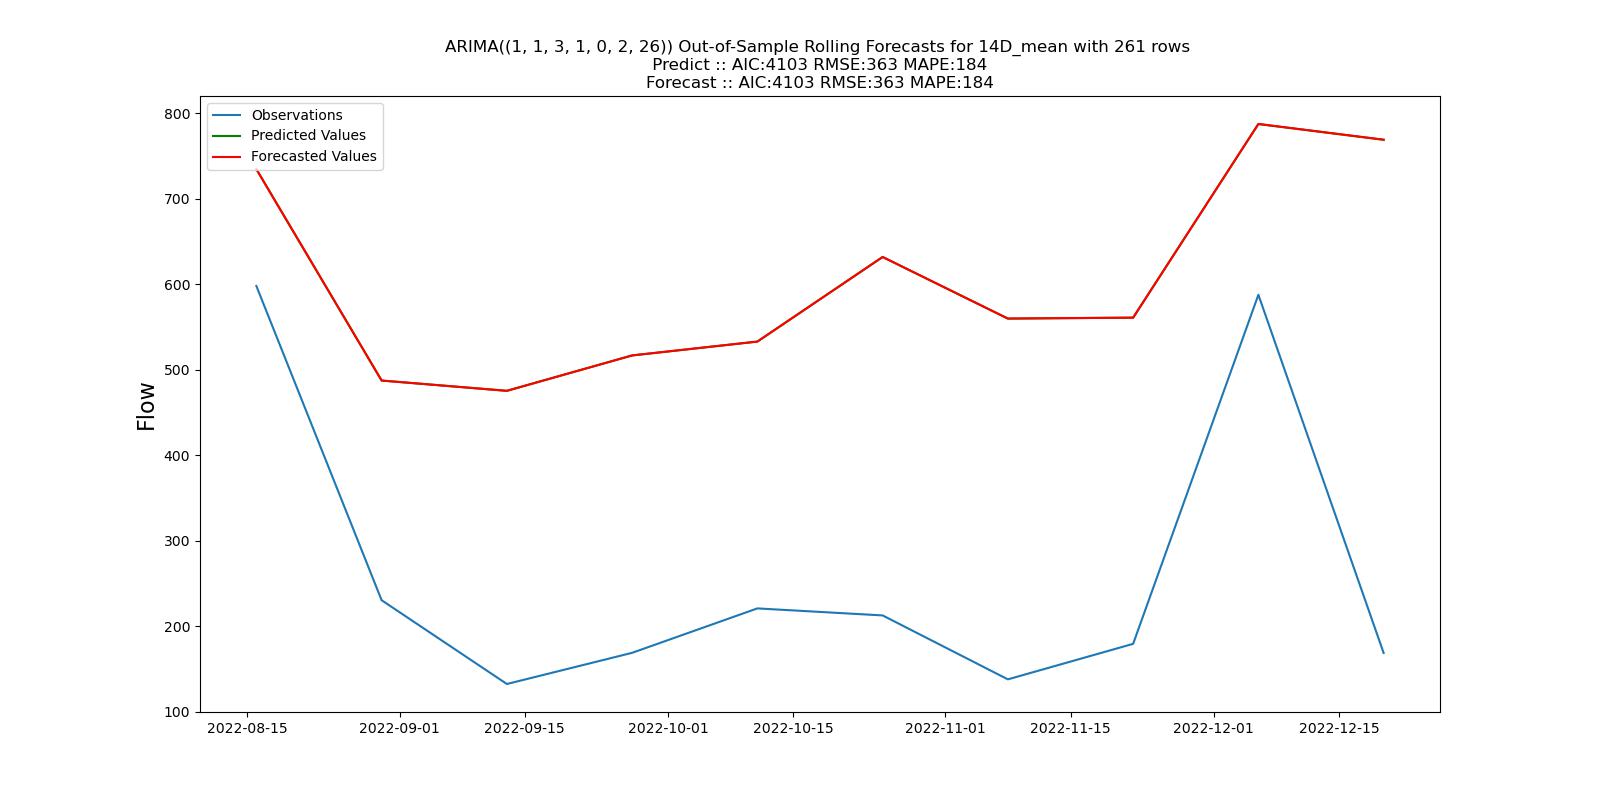 ARIMA((1, 1, 3, 1, 0, 2, 26)) Out-of-Sample Rolling Forecasts for 14D_mean with 261 rows
Predict :: AIC:4103 RMSE:363 MAPE:184
Forecast :: AIC:4103 RMSE:363 MAPE:184
Observations
Predicted Values
Forecasted Values
800
700
600
500
400
300
200
100
Flow
2022-08-15 2022-09-01 2022-09-15 2022-10-01 2022-10-15 2022-11-01 2022-11-15 2022-12-01 2022-12-15